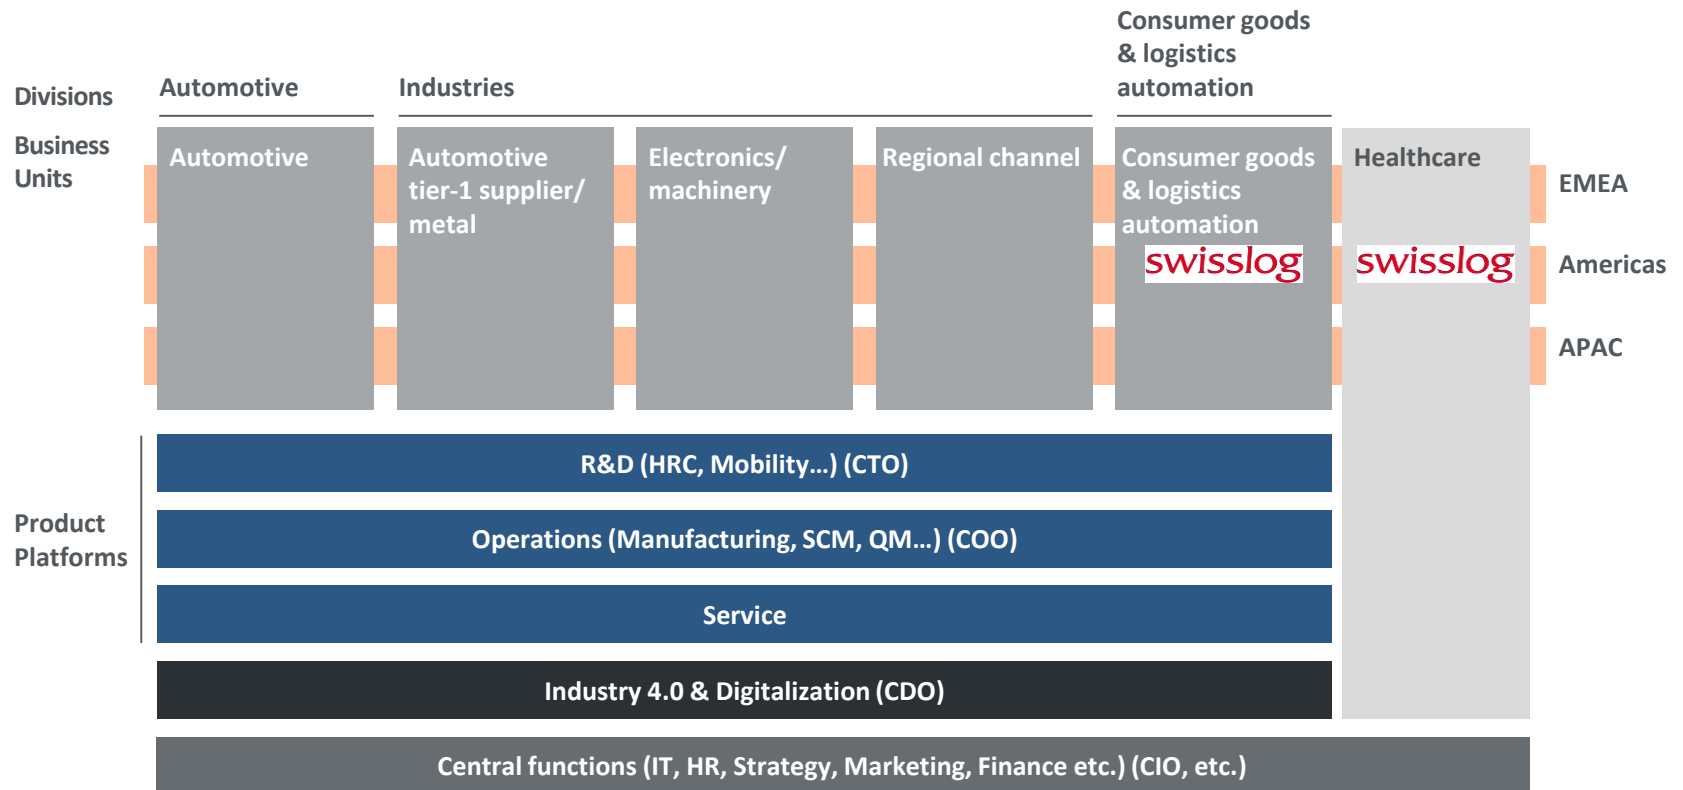 Consumer goods
& logistics
automation
Divisions
Automotive
Industries
Business
Units
Automotive
Automotive
tier-1 supplier/
metal
Electronics/
machinery
Regional channel
Consumer goods
& logistics
automation
swisslog
Healthcare
swisslog
EMEA
Americas
APAC
Product
Platforms
R&D (HRC, Mobility...) (CTO)
Operations (Manufacturing, SCM, QM...) (COO)
Service
Industry 4.0 & Digitalization (CDO)
Central functions (IT, HR, Strategy, Marketing, Finance etc.) (CIO, etc.)